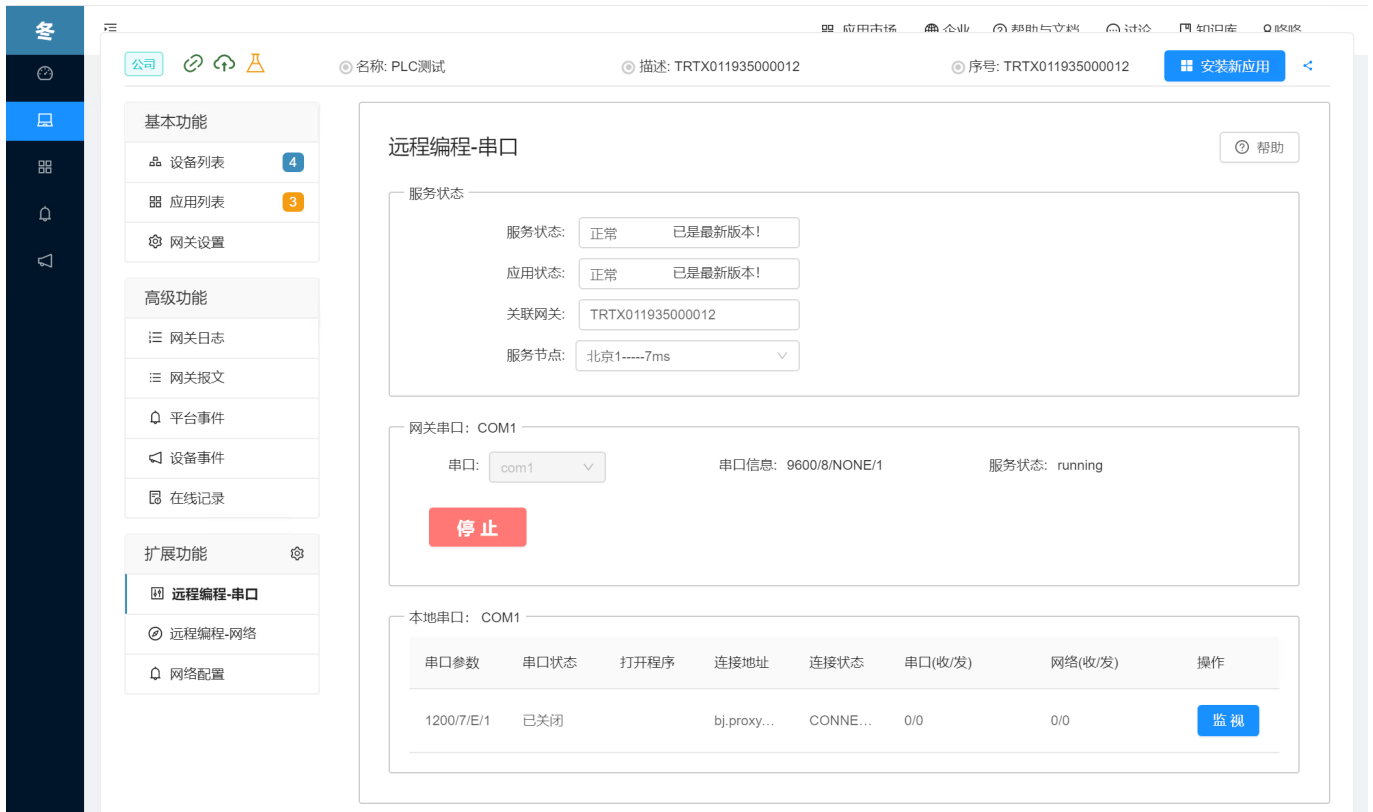 冬
应用市场 企业 帮助与文档 讨论 知识库 咚咚
公司 名称: PLC测试 描述: TRTX011935000012 序号: TRTX011935000012 安装新应用
基本功能
设备列表 4
应用列表 3
网关设置
高级功能
网关日志
网关报文
平台事件
设备事件
在线记录
扩展功能
远程编程-串口
远程编程-网络
网络配置
远程编程-串口 帮助
服务状态
服务状态: 正常 已是最新版本!
应用状态: 正常 已是最新版本!
关联网关: TRTX011935000012
服务节点: 北京1-----7ms
网关串口: COM1
串口: com1 串口信息: 9600/8/NONE/1 服务状态: running
停止
本地串口: COM1
串口参数 串口状态 打开程序 连接地址 连接状态 串口(收/发) 网络(收/发) 操作
1200/7/E/1 已关闭 bj.proxy... CONNE... 0/0 0/0 监视